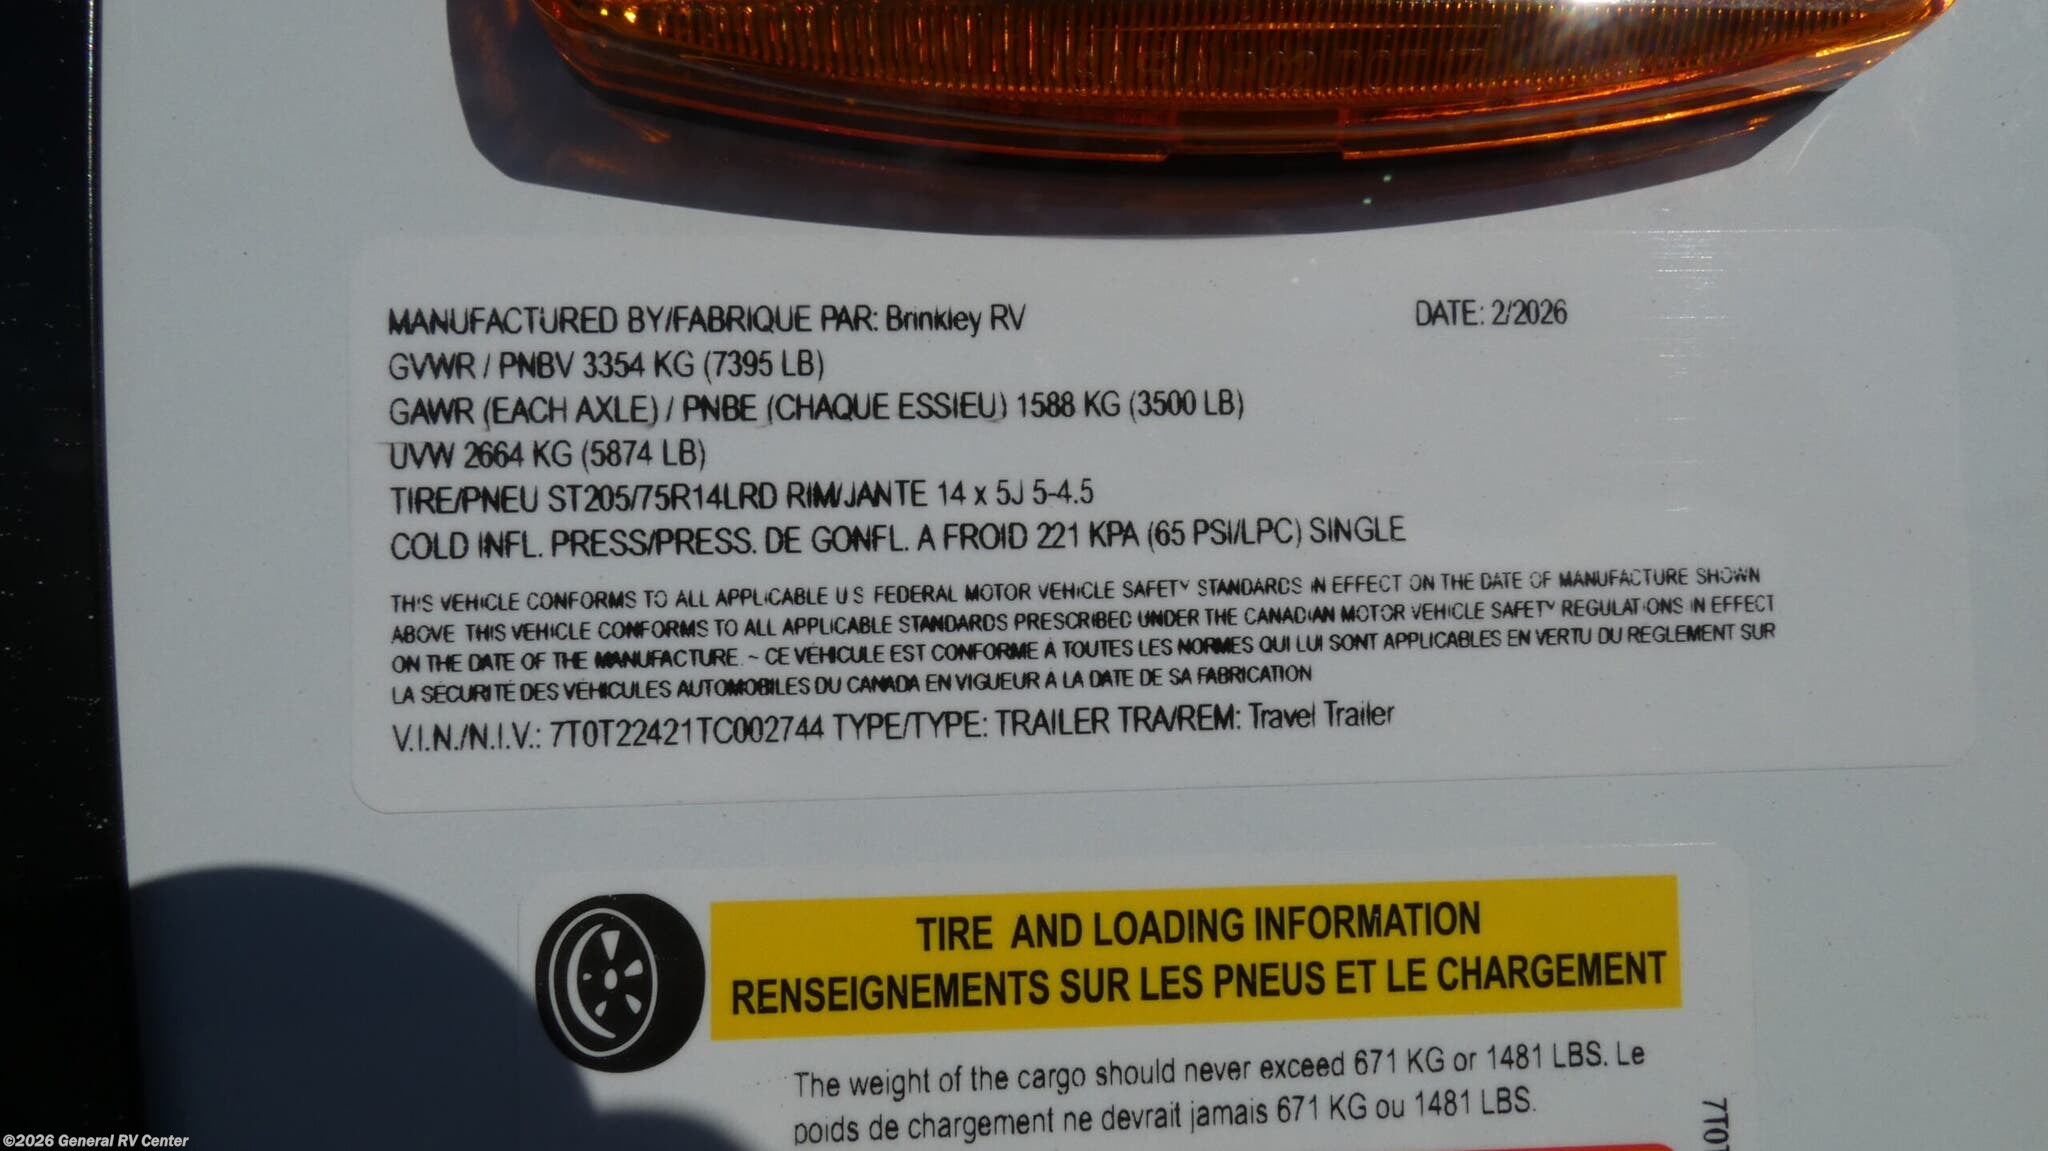 MANUFACTURED BY/FABRIQUE PAR: Brinkley RV DATE: 2/2026
GVWR / PNBV 3354 KG (7395 LB)
GAWR (EACH AXLE) / PNBE (CHAQUE ESSIEU) 1588 KG (3500 LB)
UVW 2664 KG (5874 LB)
TIRE/PNEU ST205/75R14LRD RIM/JANTE 14 x 5J 5-4.5
COLD INFL. PRESS/PRESS. DE GONFL. A FROID 221 KPA (65 PSI/LPC) SINGLE
THIS VEHICLE CONFORMS TO ALL APPLICABLE U S FEDERAL MOTOR VEHICLE SAFETY STANDARDS IN EFFECT ON THE DATE OF MANUFACTURE SHOWN
ABOVE THIS VEHICLE CONFORMS TO ALL APPLICABLE STANDARDS PRESCRIBED UNDER THE CANADIAN MOTOR VEHICLE SAFETY REGULATIONS IN EFFECT
ON THE DATE OF THE MANUFACTURE. ~ CE VÉHICULE EST CONFORME À TOUTES LES NORMES QUI LUI SONT APPLICABLES EN VERTU DU RÈGLEMENT SUR
LA SÉCURITÉ DES VÉHICULES AUTOMOBILES DU CANADA EN VIGUEUR À LA DATE DE SA FABRICATION
V.I.N./N.I.V.: 7T0T22421TC002744 TYPE/TYPE: TRAILER TRA/REM: Travel Trailer
TIRE AND LOADING INFORMATION
RENSEIGNEMENTS SUR LES PNEUS ET LE CHARGEMENT
The weight of the cargo should never exceed 671 KG or 1481 LBS. Le
poids de chargement ne devrait jamais 671 KG ou 1481 LBS.
©2026 General RV Center